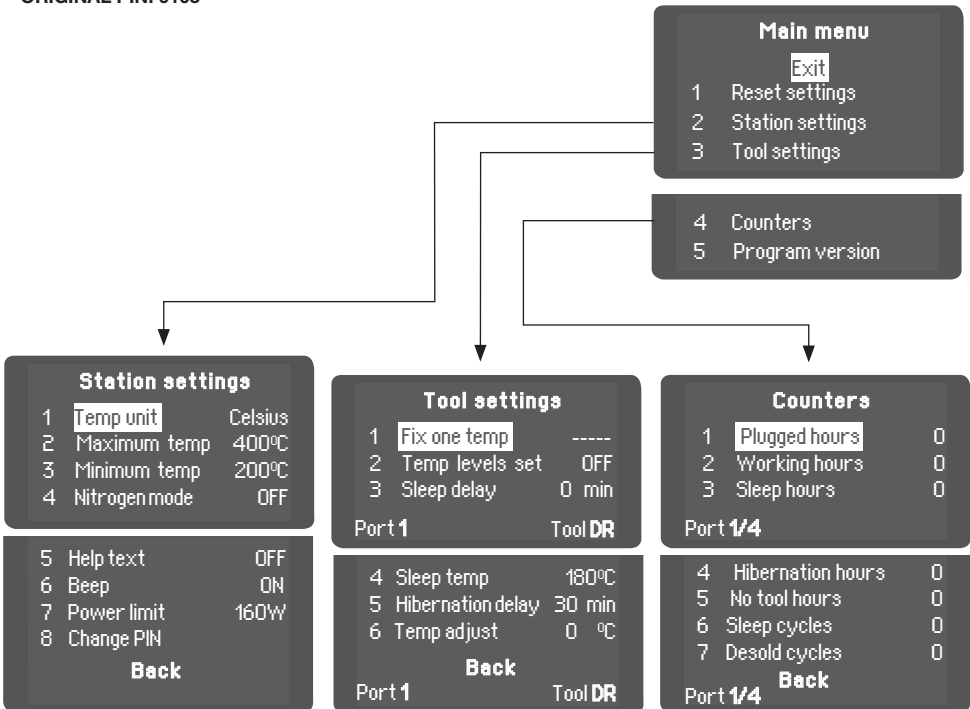 Main menu
Exit
1 Reset settings
2 Station settings
3 Tool settings
4 Counters
5 Program version
Station settings
1 Temp unit Celsius
2 Maximum temp 400ºC
3 Minimum temp 200ºC
4 Nitrogen mode OFF
5 Help text OFF
6 Beep ON
7 Power limit 160W
8 Change PIN
Back
Tool settings
1 Fix one temp -----
2 Temp levels set OFF
3 Sleep delay 0 min
Port 1 Tool DR
4 Sleep temp 180ºC
5 Hibernation delay 30 min
6 Temp adjust 0 ºC
Back
Port 1 Tool DR
Counters
1 Plugged hours 0
2 Working hours 0
3 Sleep hours 0
Port 1/4
4 Hibernation hours 0
5 No tool hours 0
6 Sleep cycles 0
7 Desold cycles 0
Back
Port 1/4